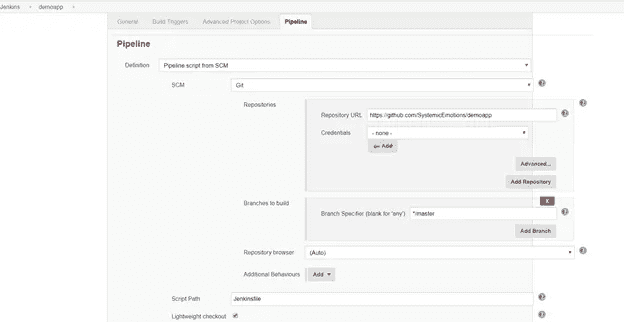 Jenkins › demoapp ›
General Build Triggers Advanced Project Options Pipeline
Pipeline
Definition Pipeline script from SCM
SCM Git
Repositories
Repository URL https://github.com/SystemicEmotions/demoapp
Credentials - none -
Add
Advanced...
Add Repository
Branches to build X
Branch Specifier (blank for 'any') */master
Add Branch
Repository browser (Auto)
Additional Behaviours Add
Script Path Jenkinsfile
Lightweight checkout